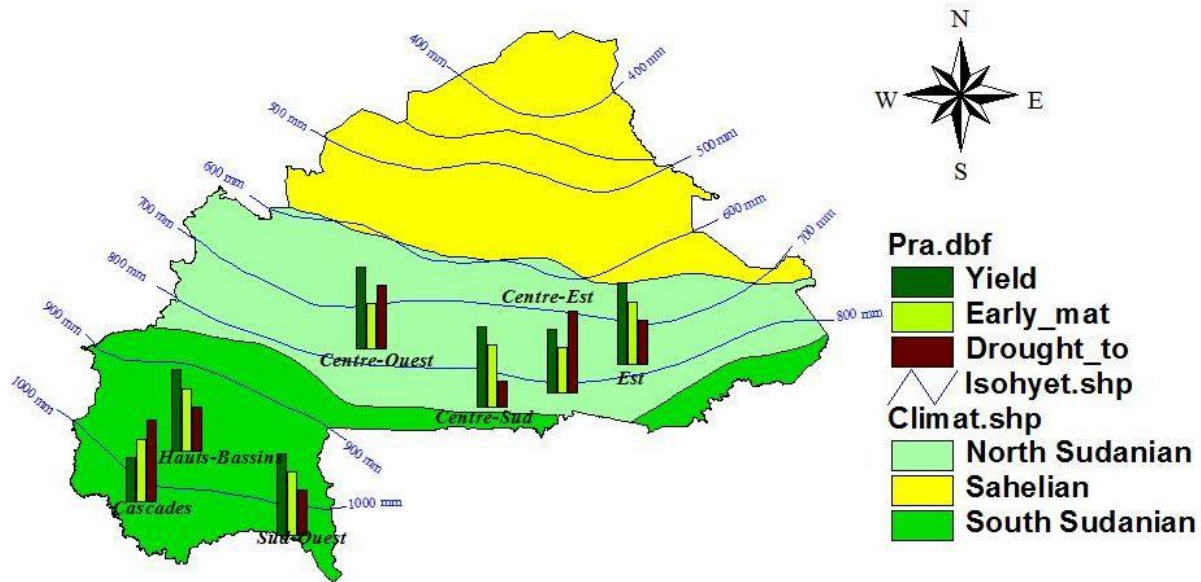 N
W
E
S
400 mm
400 mm
500 mm
500 mm
600 mm
600 mm
700 mm
700 mm
800 mm
800 mm
900 mm
900 mm
1000 mm
1000 mm
Centre-Est
Centre-Ouest
Est
Centre-Sud
Hauts-Bassins
Cascades
Sud-Ouest
Pra.dbf
Yield
Early_mat
Drought_to
Isohyet.shp
Climat.shp
North Sudanian
Sahelian
South Sudanian